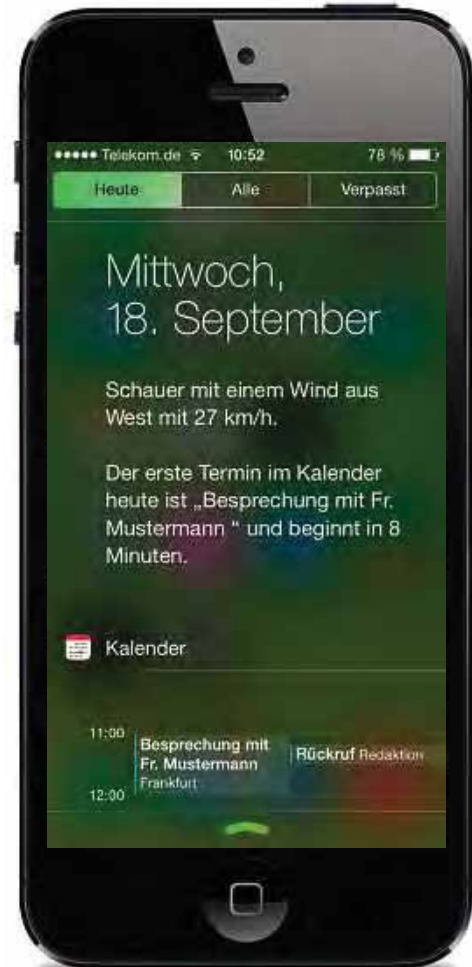 Telekom.de 10:52 78 %
Heute Alle Verpasst
Mittwoch,
18. September
Schauer mit einem Wind aus
West mit 27 km/h.
Der erste Termin im Kalender
heute ist „Besprechung mit Fr.
Mustermann “ und beginnt in 8
Minuten.
Kalender
11:00
Besprechung mit
Fr. Mustermann
Frankfurt
Rückruf Redaktion
12:00